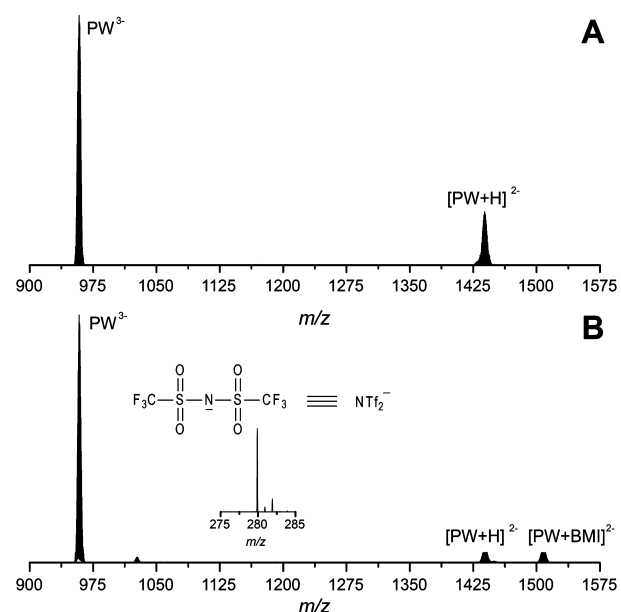 A
PW3-
[PW+H] 2-
900 975 1050 1125 1200 1275 1350 1425 1500 1575
m/z
B
PW3-
O O
F3C—S—N—S—CF3 ≡ NTf2−
O O
275 280 285
m/z
[PW+H] 2- [PW+BMI]2-
900 975 1050 1125 1200 1275 1350 1425 1500 1575
m/z